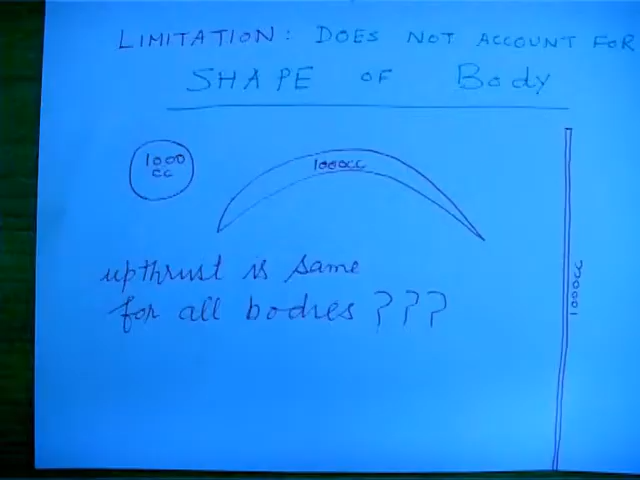 LIMITATION: DOES NOT ACCOUNT FOR
SHAPE OF Body
1000
cc
1000cc
1000cc
upthrust is same
for all bodies ???